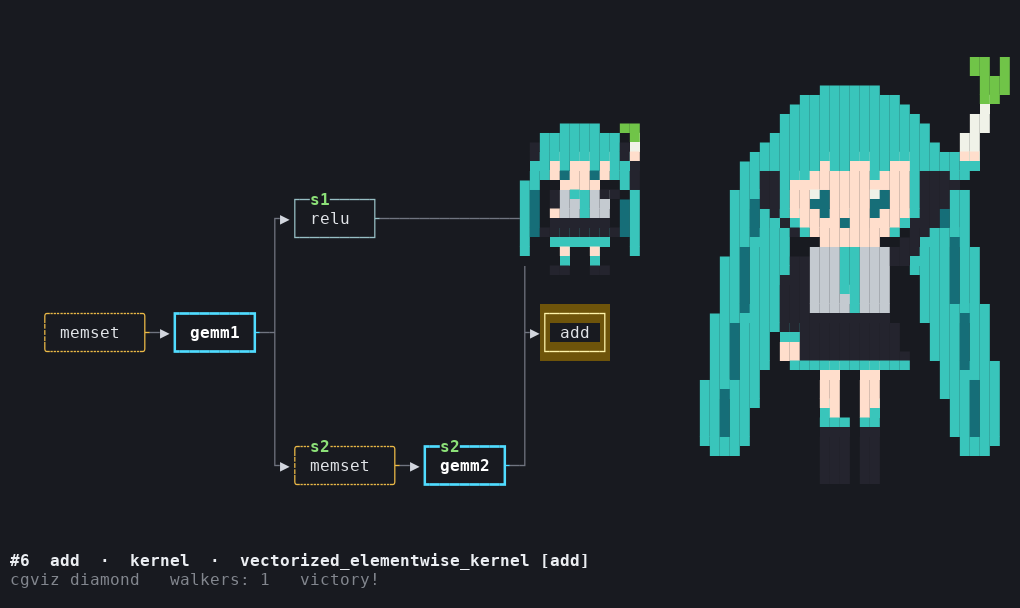 s1
relu
memset
gemm1
add
s2
s2
memset
gemm2
#6  add  ·  kernel  ·  vectorized_elementwise_kernel [add]
cgviz diamond   walkers: 1   victory!